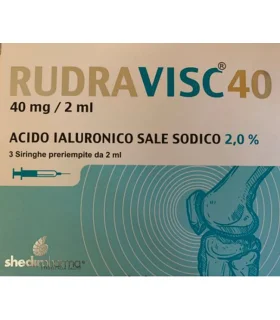 RUDRAVISC® 40
40 mg / 2 ml
ACIDO IALURONICO SALE SODICO 2,0 %
3 Siringhe preriempite da 2 ml
shedirpharma®